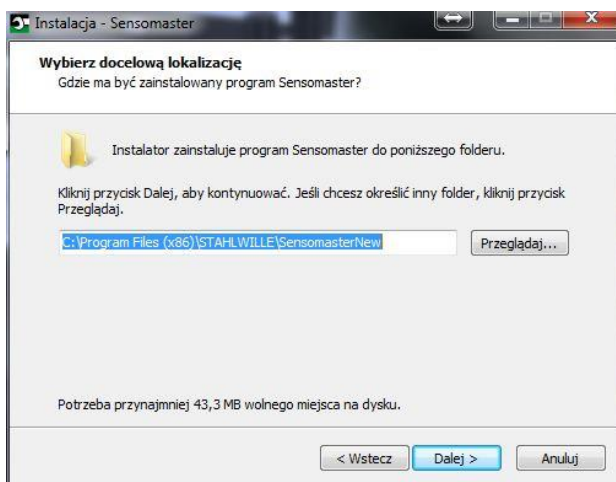 Instalacja - Sensomaster
Wybierz docelową lokalizację
Gdzie ma być zainstalowany program Sensomaster?
Instalator zainstaluje program Sensomaster do poniższego folderu.
Kliknij przycisk Dalej, aby kontynuować. Jeśli chcesz określić inny folder, kliknij przycisk
Przeglądaj.
C:\Program Files (x86)\STAHLWILLE\SensomasterNew
Przeglądaj...
Potrzeba przynajmniej 43,3 MB wolnego miejsca na dysku.
< Wstecz
Dalej >
Anuluj